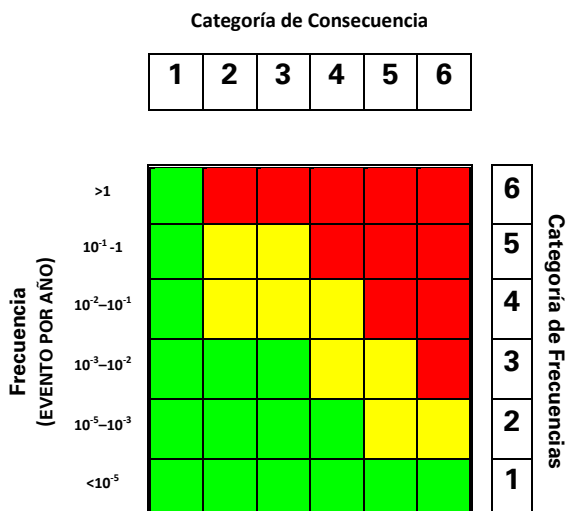 Categoría de Consecuencia
1 2 3 4 5 6
>1
10⁻¹ -1
10⁻²–10⁻¹
10⁻³–10⁻²
10⁻⁵–10⁻³
<10⁻⁵
Frecuencia
(EVENTO POR AÑO)
6
5
4
3
2
1
Categoría de Frecuencias